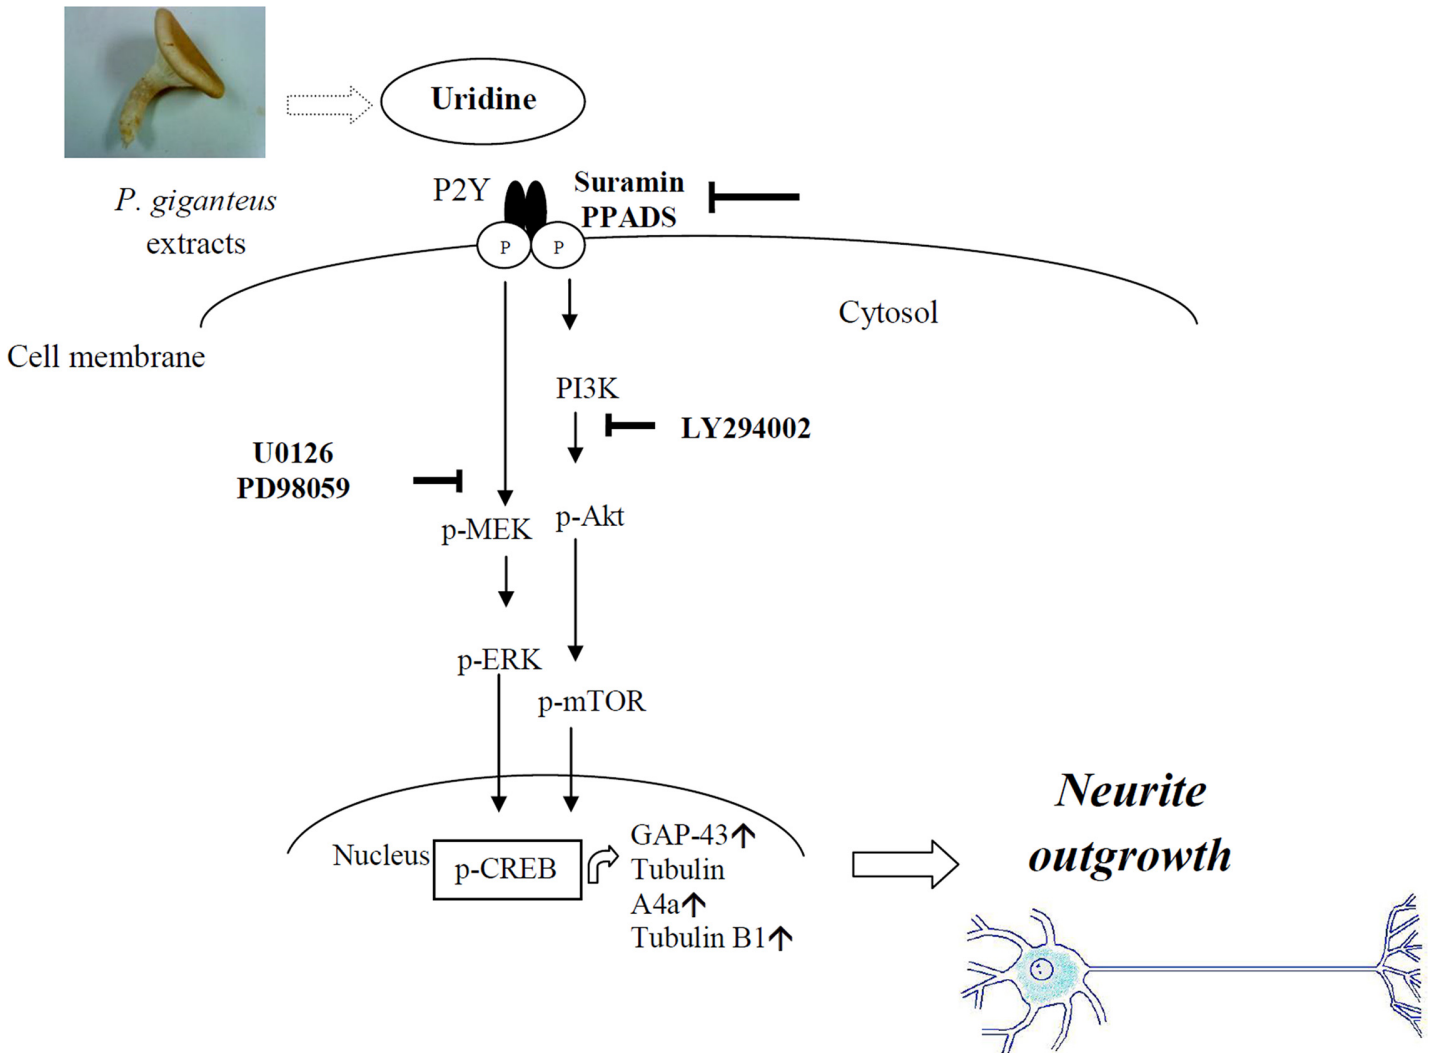 Uridine
P. giganteus
extracts
P2Y
Suramin
PPADS
P
P
Cell membrane
Cytosol
PI3K
LY294002
U0126
PD98059
p-MEK
p-Akt
p-ERK
p-mTOR
Nucleus
p-CREB
GAP-43↑
Tubulin
A4a↑
Tubulin B1↑
Neurite
outgrowth